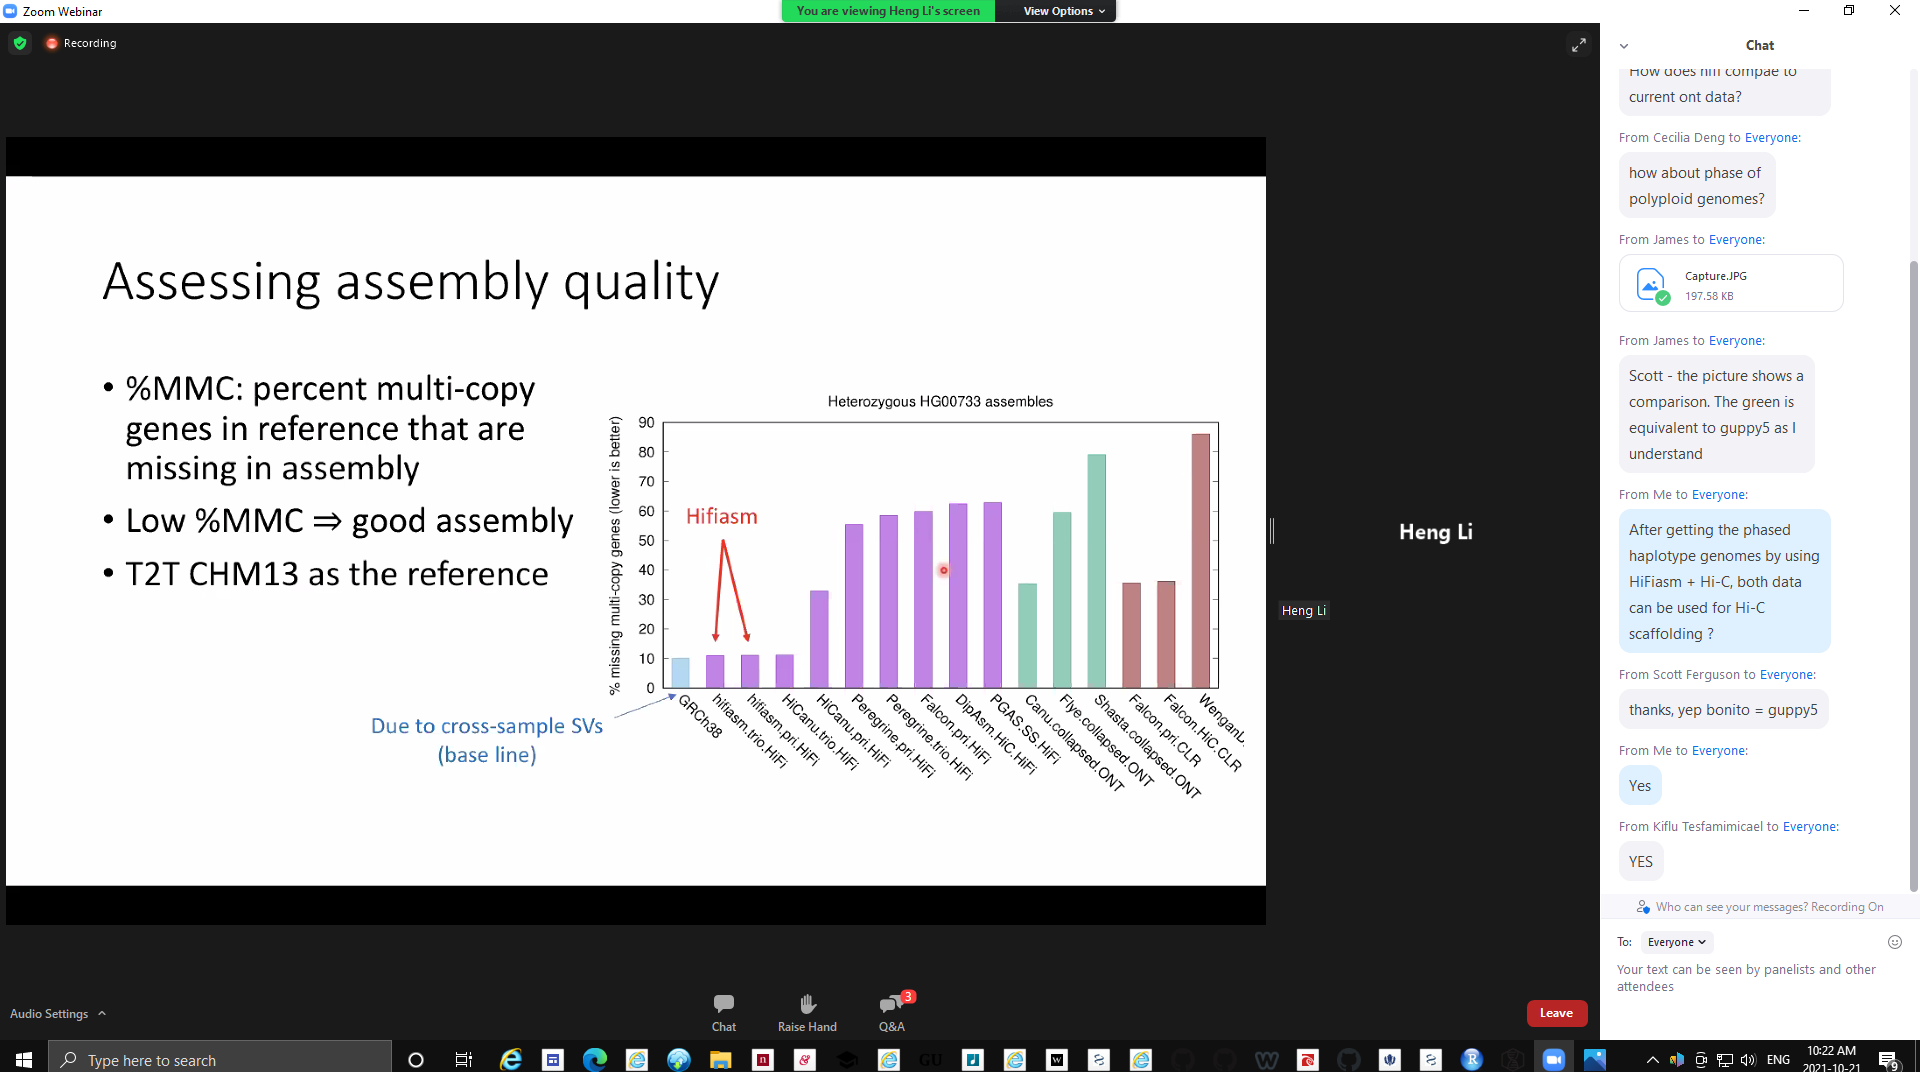 Zoom Webinar
You are viewing Heng Li's screen
View Options
Recording
Assessing assembly quality
• %MMC: percent multi-copy
genes in reference that are
missing in assembly
• Low %MMC ⇒ good assembly
• T2T CHM13 as the reference
Heterozygous HG00733 assembles
% missing multi-copy genes (lower is better)
90
80
70
60
50
40
30
20
10
0
Hifiasm
GRCh38
hifiasm.trio.HiFi
hifiasm.pri.HiFi
HiCanu.trio.HiFi
HiCanu.pri.HiFi
Peregrine.pri.HiFi
Peregrine.trio.HiFi
Falcon.pri.HiFi
DipAsm.HiC.HiFi
PGAS.SS.HiFi
Canu.collapsed.ONT
Flye.collapsed.ONT
Shasta.collapsed.ONT
Falcon.pri.CLR
Falcon.HiC.CLR
Due to cross-sample SVs
(base line)
Heng Li
Heng Li
Chat
How does hifi compae to
current ont data?
From Cecilia Deng to Everyone:
how about phase of
polyploid genomes?
From James to Everyone:
Capture.JPG
197.58 KB
From James to Everyone:
Scott - the picture shows a
comparison. The green is
equivalent to guppy5 as I
understand
From Me to Everyone:
After getting the phased
haplotype genomes by using
HiFiasm + Hi-C, both data
can be used for Hi-C
scaffolding ?
From Scott Ferguson to Everyone:
thanks, yep bonito = guppy5
From Me to Everyone:
Yes
From Kiflu Tesfamimicael to Everyone:
YES
Who can see your messages? Recording On
To: Everyone
Your text can be seen by panelists and other
attendees
Audio Settings
Chat
Raise Hand
3
Q&A
Leave
Type here to search
GU
ENG
10:22 AM
2021-10-21
9